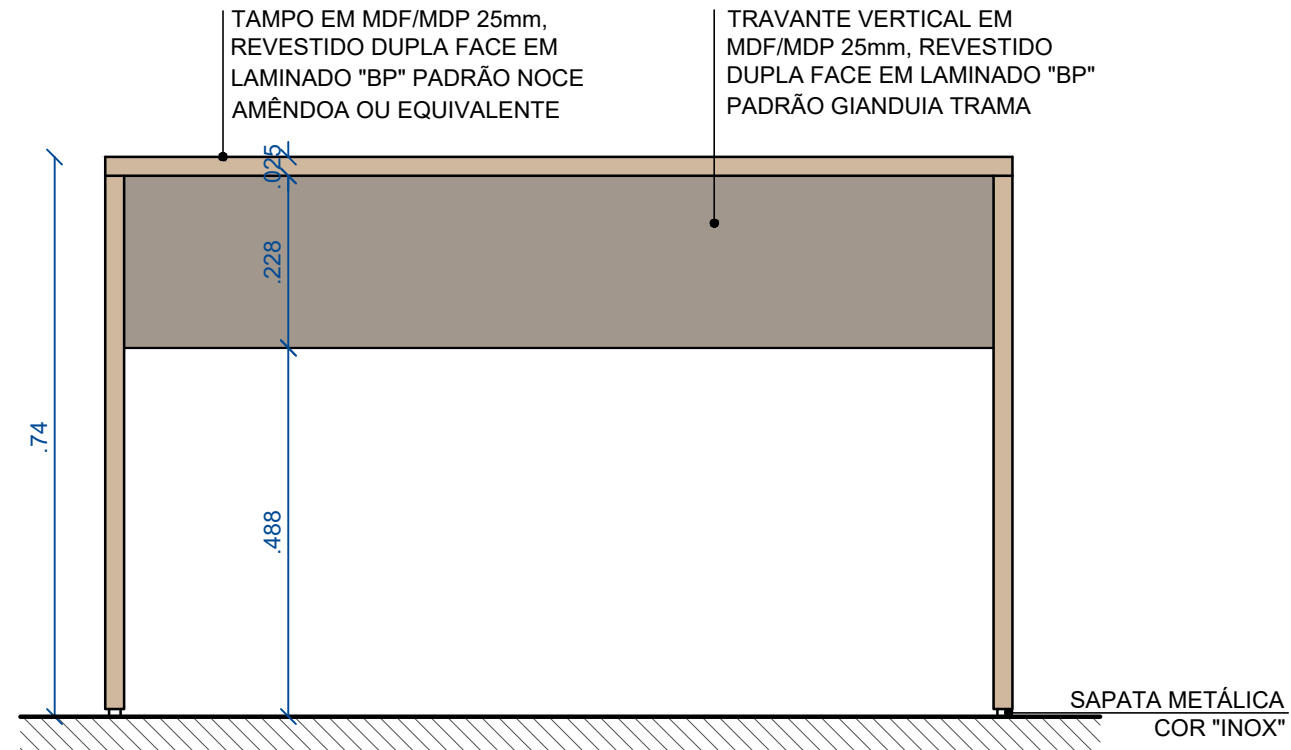 TAMPO EM MDF/MDP 25mm,
REVESTIDO DUPLA FACE EM
LAMINADO "BP" PADRÃO NOCE
AMÊNDOA OU EQUIVALENTE
TRAVANTE VERTICAL EM
MDF/MDP 25mm, REVESTIDO
DUPLA FACE EM LAMINADO "BP"
PADRÃO GIANDUIA TRAMA
.025
.228
.74
.488
SAPATA METÁLICA
COR "INOX"